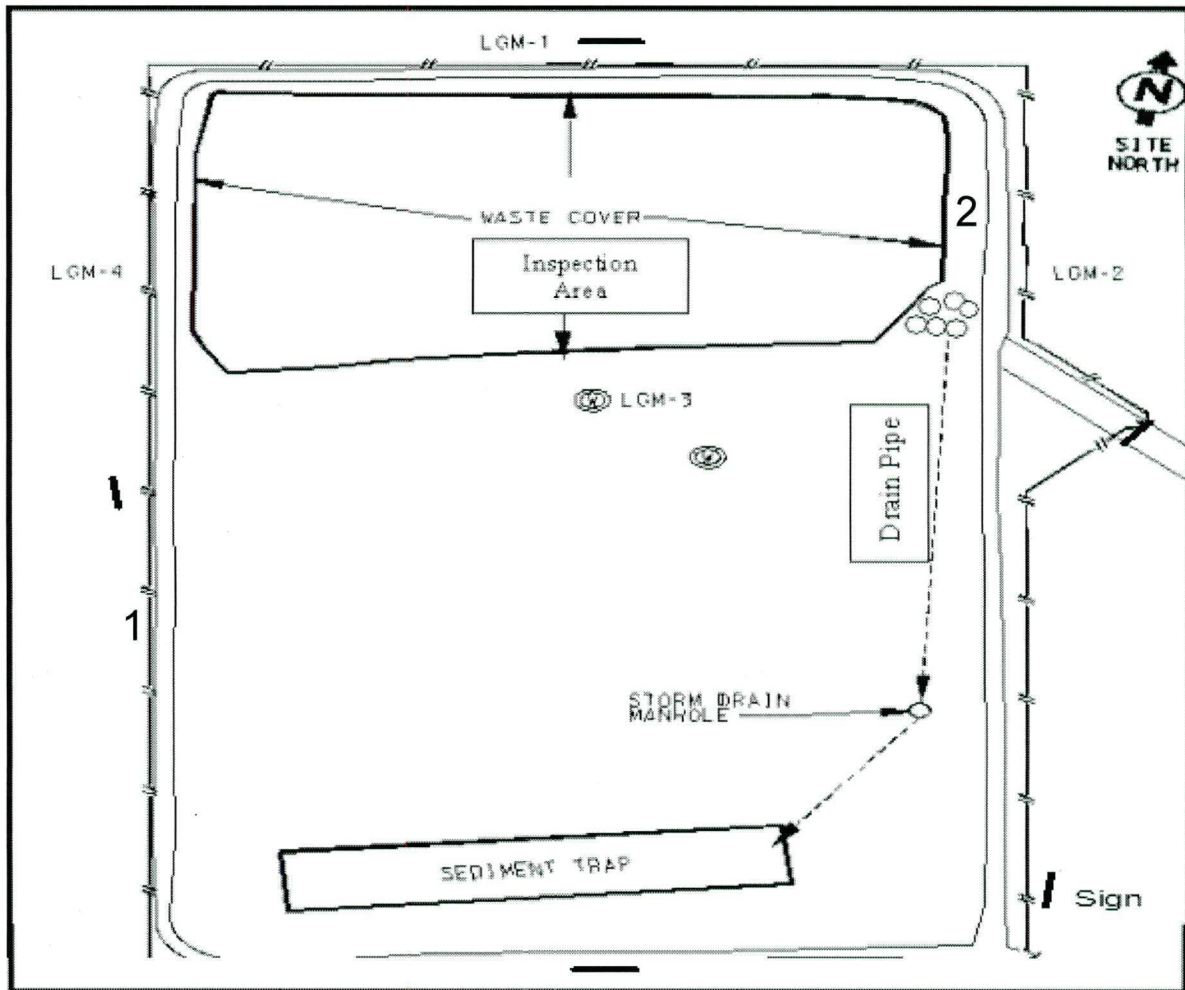 LGM-1
N
SITE
NORTH
WASTE COVER
2
Inspection
Area
LGM-4
LGM-2
LGM-3
Drain Pipe
1
STORM DRAIN
MANHOLE
SEDIMENT TRAP
Sign